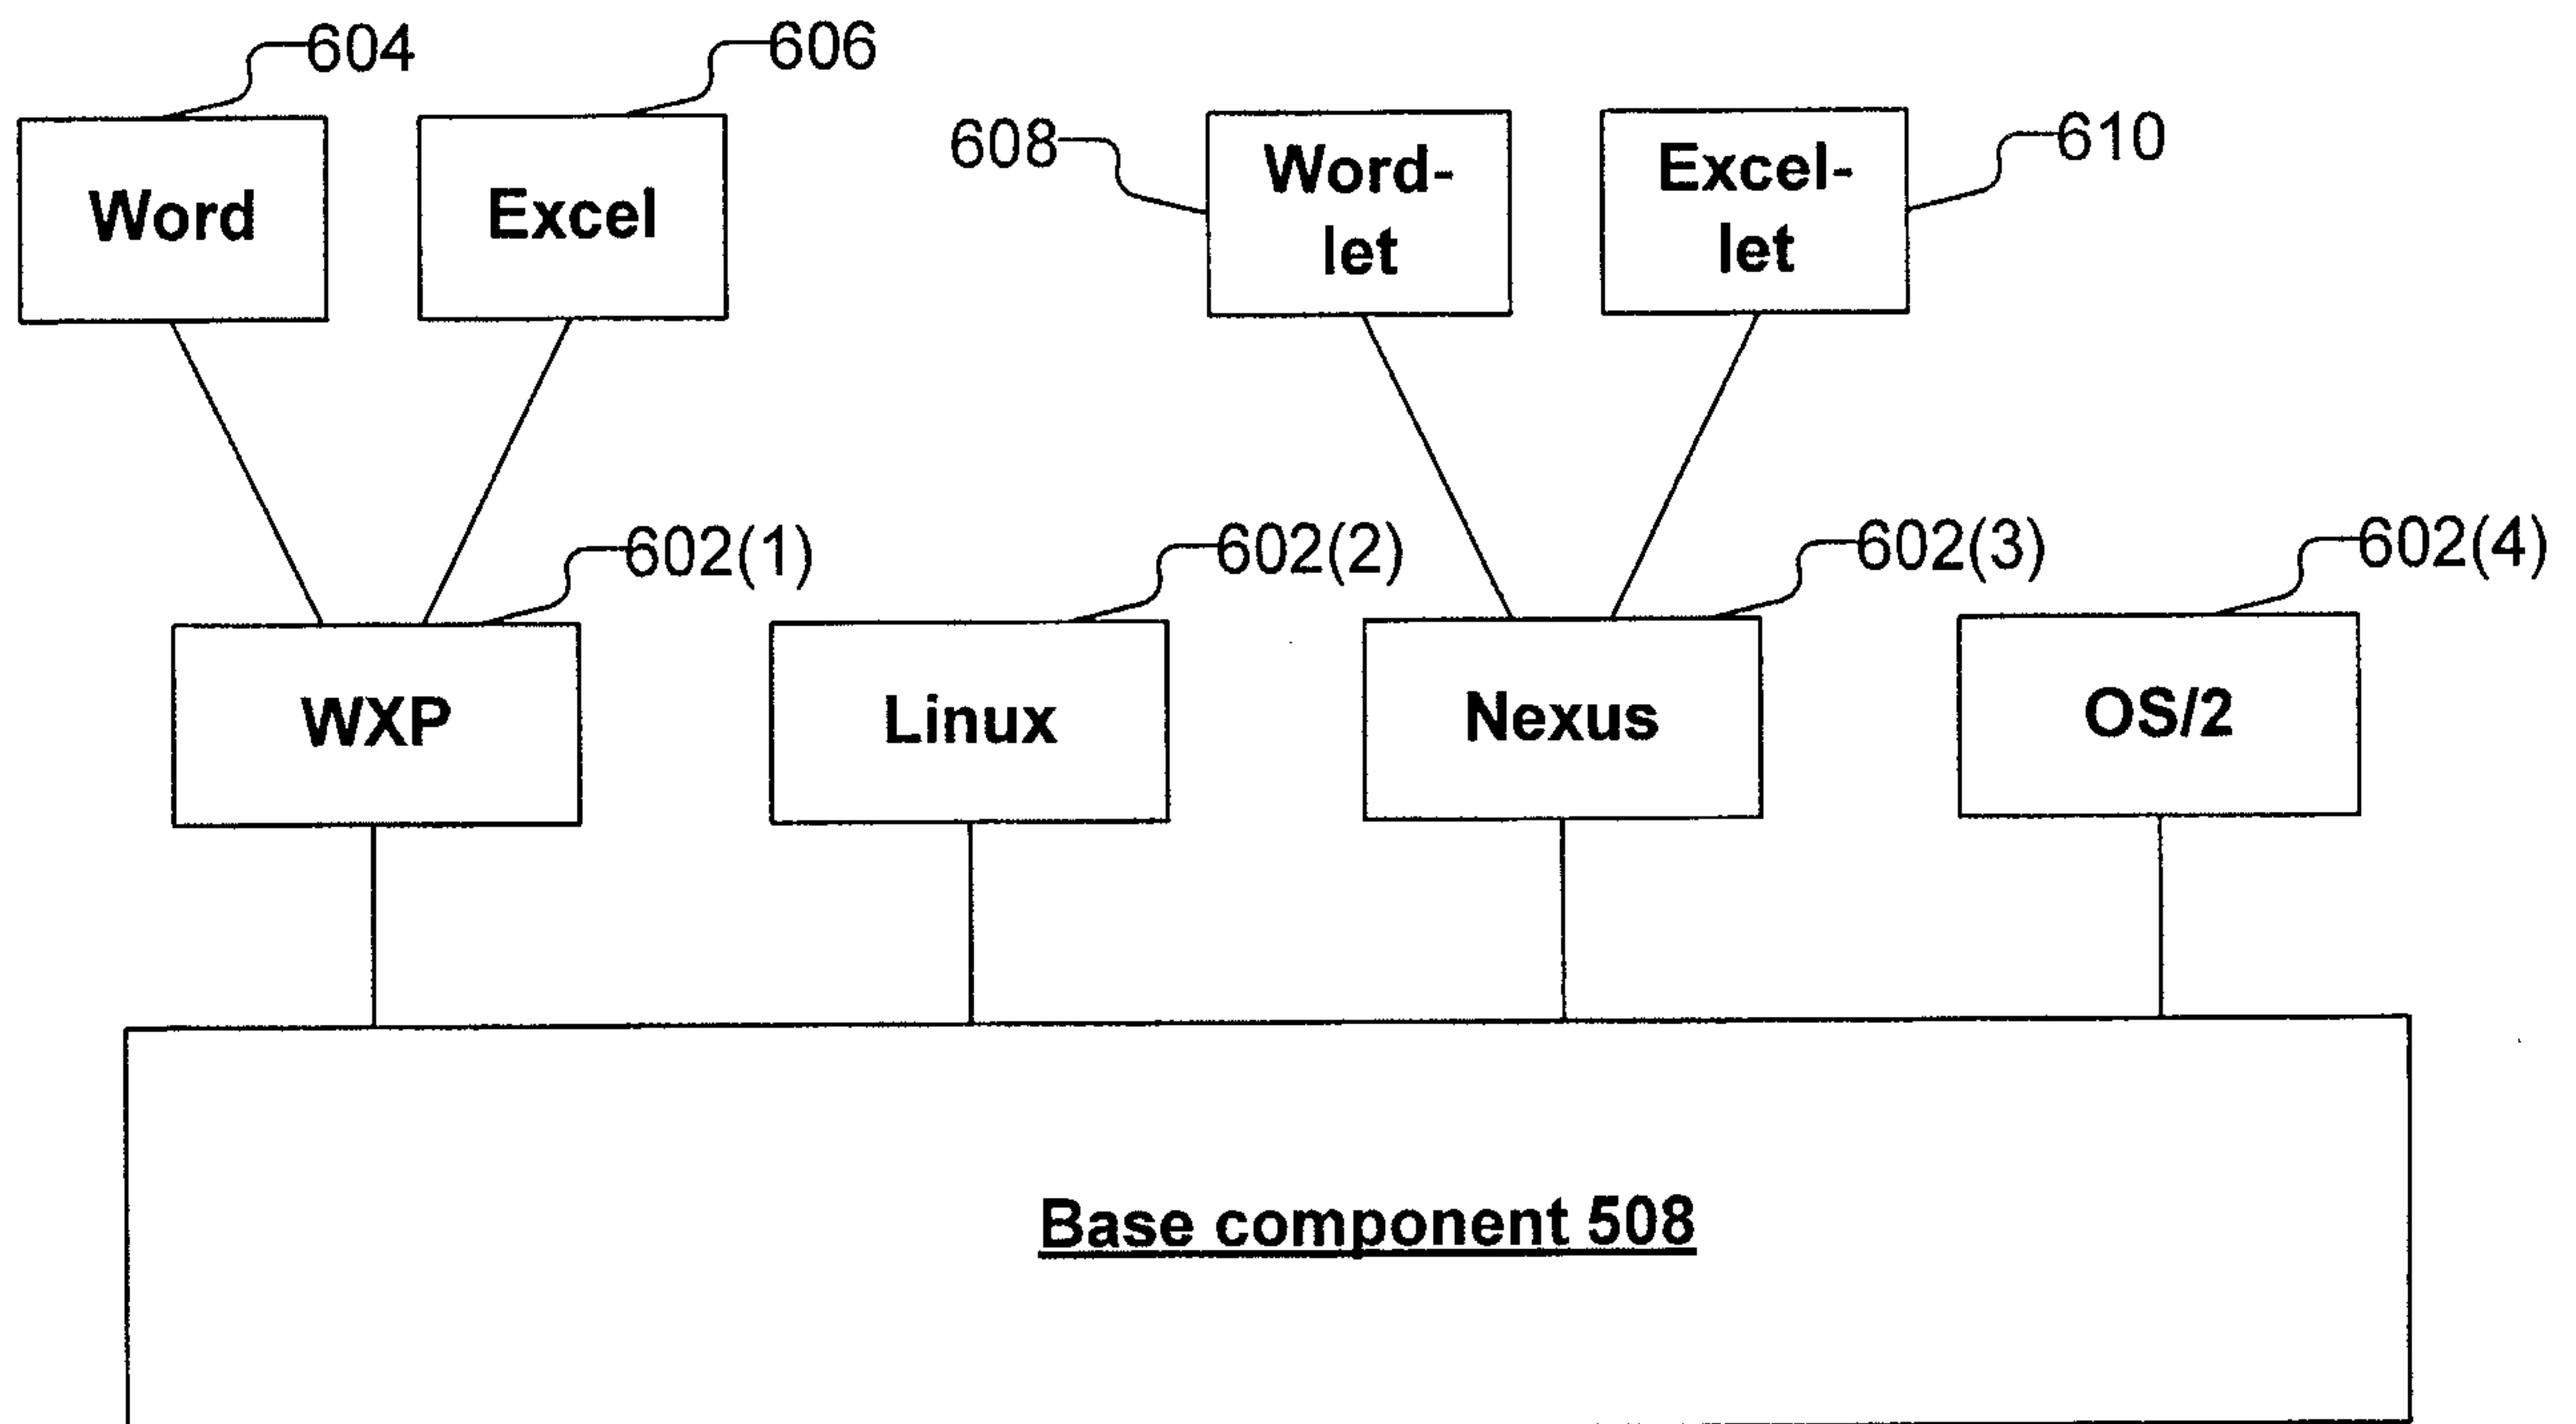 604
606
608
610
Word
Excel
Word-
let
Excel-
let
602(1)
602(2)
602(3)
602(4)
WXP
Linux
Nexus
OS/2
Base component 508